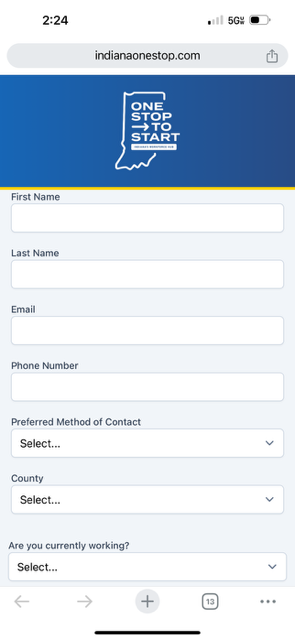 2:24
5G
indianaonestop.com
ONE
STOP
→TO
START
First Name
Last Name
Email
Phone Number
Preferred Method of Contact
Select...
County
Select...
Are you currently working?
Select...
13